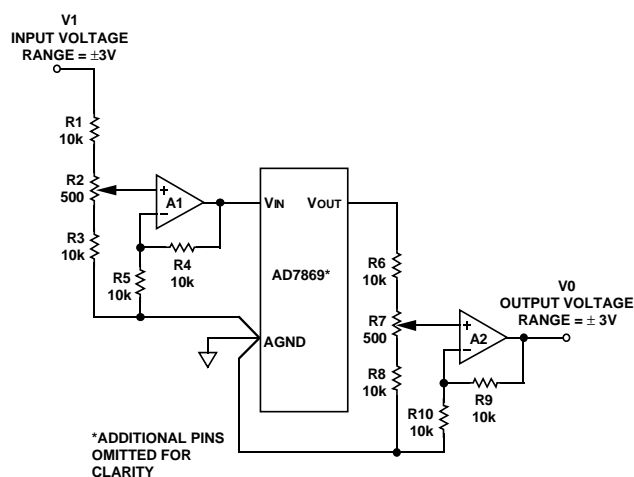 V1
INPUT VOLTAGE
RANGE = ±3V
R1
10k
R2
500
R3
10k
A1
R4
10k
R5
10k
VIN
VOUT
AD7869*
AGND
R6
10k
R7
500
R8
10k
V0
OUTPUT VOLTAGE
RANGE = ± 3V
A2
R9
10k
R10
10k
*ADDITIONAL PINS
OMITTED FOR
CLARITY